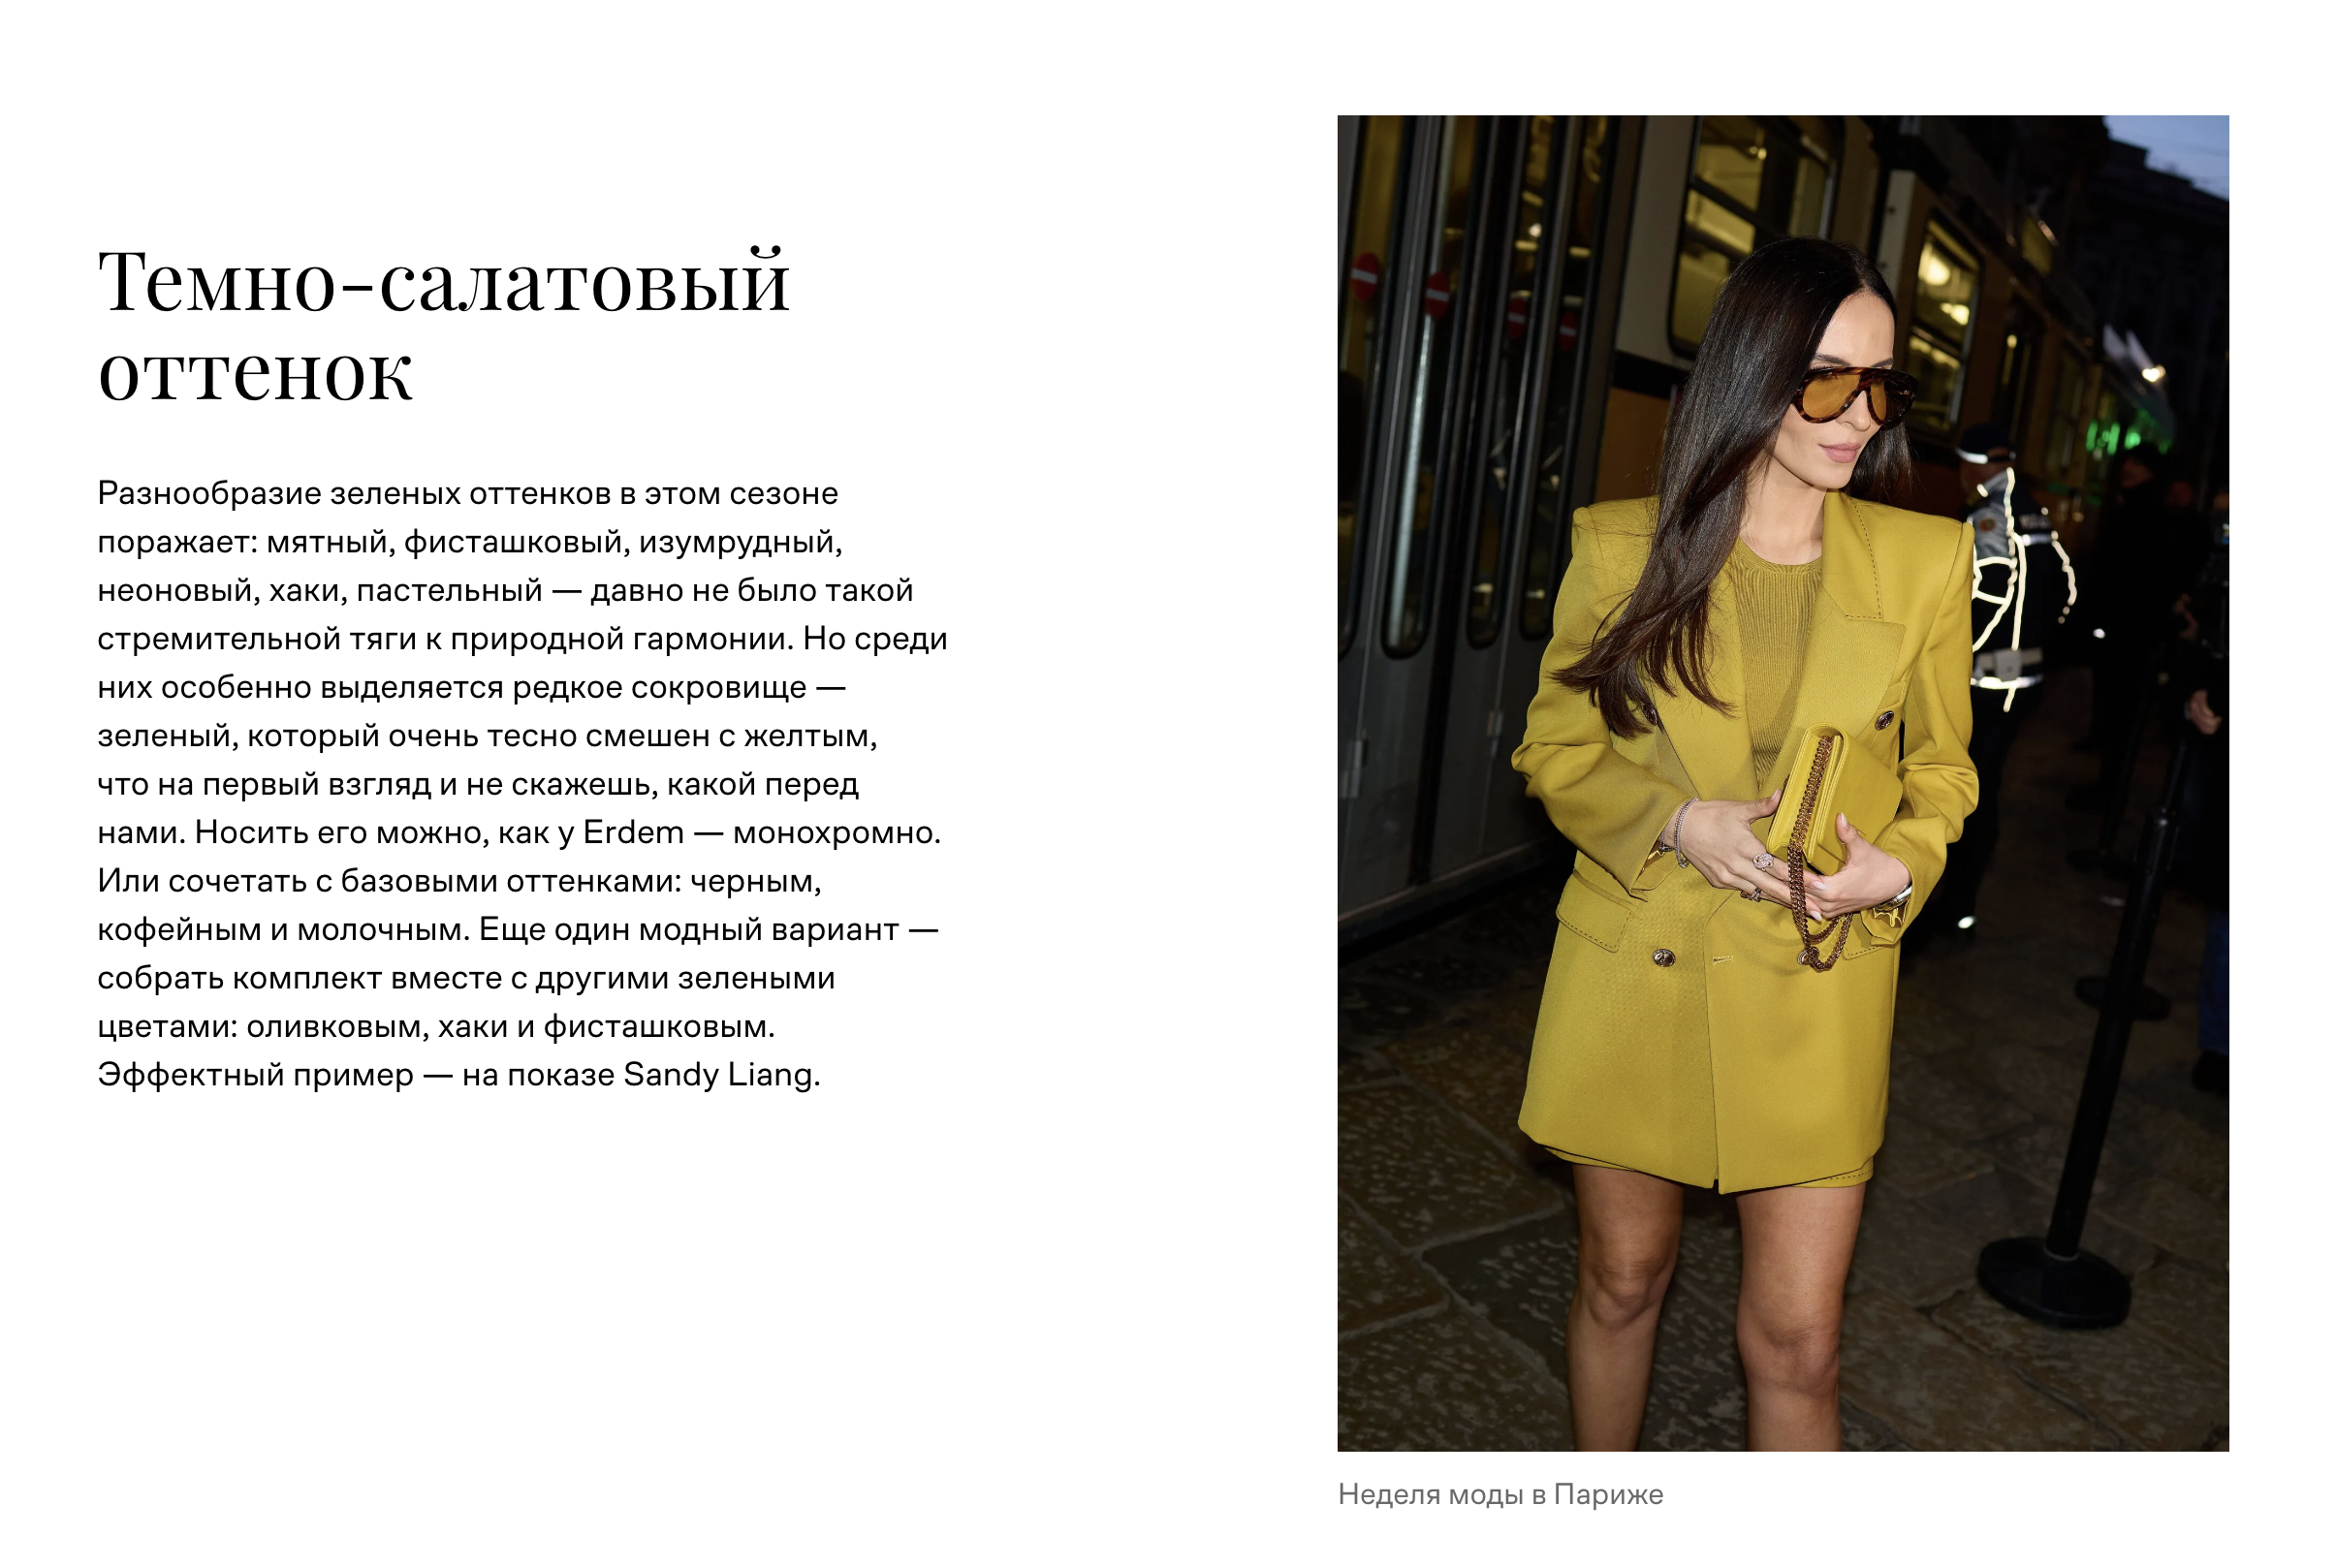 Темно-салатовый
оттенок
Разнообразие зеленых оттенков в этом сезоне
поражает: мятный, фисташковый, изумрудный,
неоновый, хаки, пастельный — давно не было такой
стремительной тяги к природной гармонии. Но среди
них особенно выделяется редкое сокровище —
зеленый, который очень тесно смешен с желтым,
что на первый взгляд и не скажешь, какой перед
нами. Носить его можно, как у Erdem — монохромно.
Или сочетать с базовыми оттенками: черным,
кофейным и молочным. Еще один модный вариант —
собрать комплект вместе с другими зелеными
цветами: оливковым, хаки и фисташковым.
Эффектный пример — на показе Sandy Liang.
Неделя моды в Париже